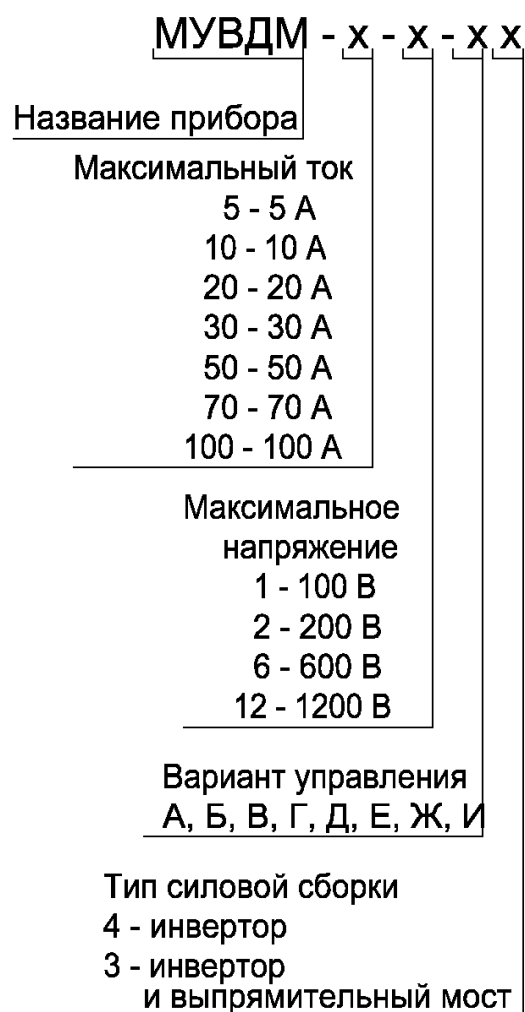 МУВДМ - х - х - х х
Название прибора
Максимальный ток
5 - 5 А
10 - 10 А
20 - 20 А
30 - 30 А
50 - 50 А
70 - 70 А
100 - 100 А
Максимальное
напряжение
1 - 100 В
2 - 200 В
6 - 600 В
12 - 1200 В
Вариант управления
А, Б, В, Г, Д, Е, Ж, И
Тип силовой сборки
4 - инвертор
3 - инвертор
и выпрямительный мост